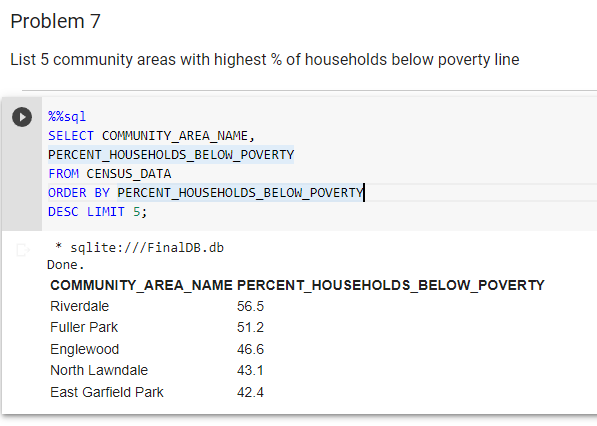 Problem 7
List 5 community areas with highest % of households below poverty line
%%sql
SELECT COMMUNITY_AREA_NAME,
PERCENT_HOUSEHOLDS_BELOW_POVERTY
FROM CENSUS_DATA
ORDER BY PERCENT_HOUSEHOLDS_BELOW_POVERTY
DESC LIMIT 5;
* sqlite:///FinalDB.db
Done.
COMMUNITY_AREA_NAME PERCENT_HOUSEHOLDS_BELOW_POVERTY
Riverdale 56.5
Fuller Park 51.2
Englewood 46.6
North Lawndale 43.1
East Garfield Park 42.4